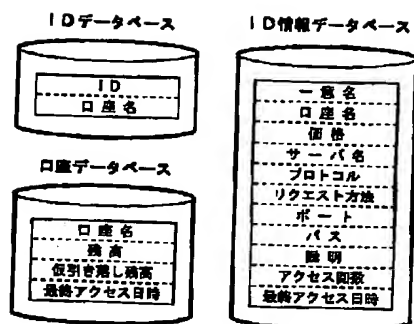 IDデータベース
ID
口座名
口座データベース
口座名
残高
仮引き落し残高
最終アクセス日時
ID情報データベース
一意名
口座名
価格
サーバ名
プロトコル
リクエスト方法
ポート
パス
説明
アクセス回数
最終アクセス日時